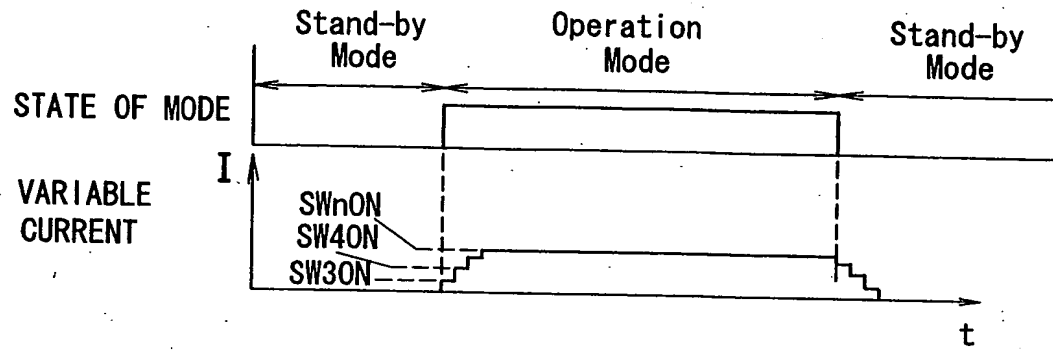 Stand-by
Mode
Operation
Mode
Stand-by
Mode
STATE OF MODE
I
VARIABLE
CURRENT
SWnON
SW4ON
SW3ON
t